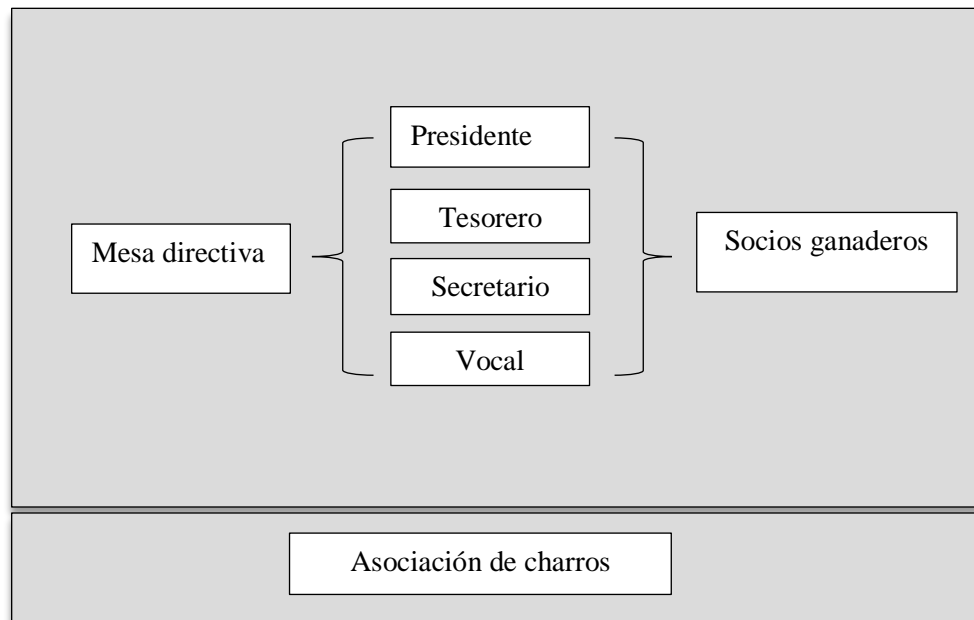 Mesa directiva
Presidente
Tesorero
Secretario
Vocal
Socios ganaderos
Asociación de charros